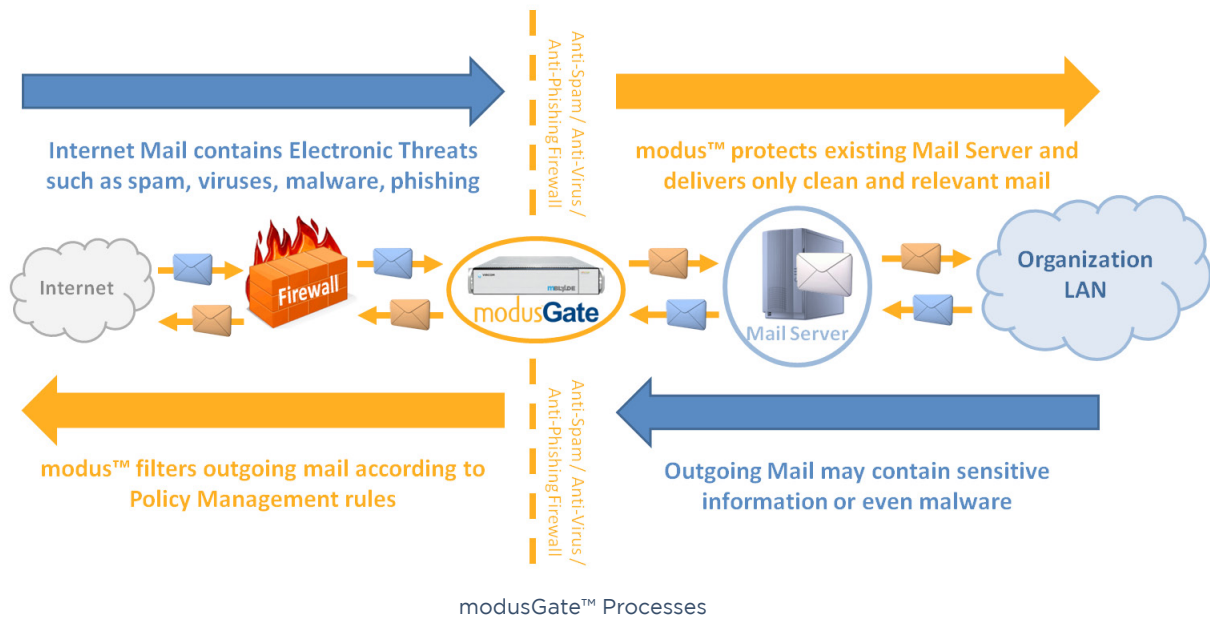 Internet Mail contains Electronic Threats
such as spam, viruses, malware, phishing
Anti-Spam / Anti-Virus /
Anti-Phishing Firewall
modus™ protects existing Mail Server and
delivers only clean and relevant mail
Internet
Firewall
modusGate
Mail Server
Organization
LAN
modus™ filters outgoing mail according to
Policy Management rules
Anti-Spam / Anti-Virus /
Anti-Phishing Firewall
Outgoing Mail may contain sensitive
information or even malware
modusGate™ Processes